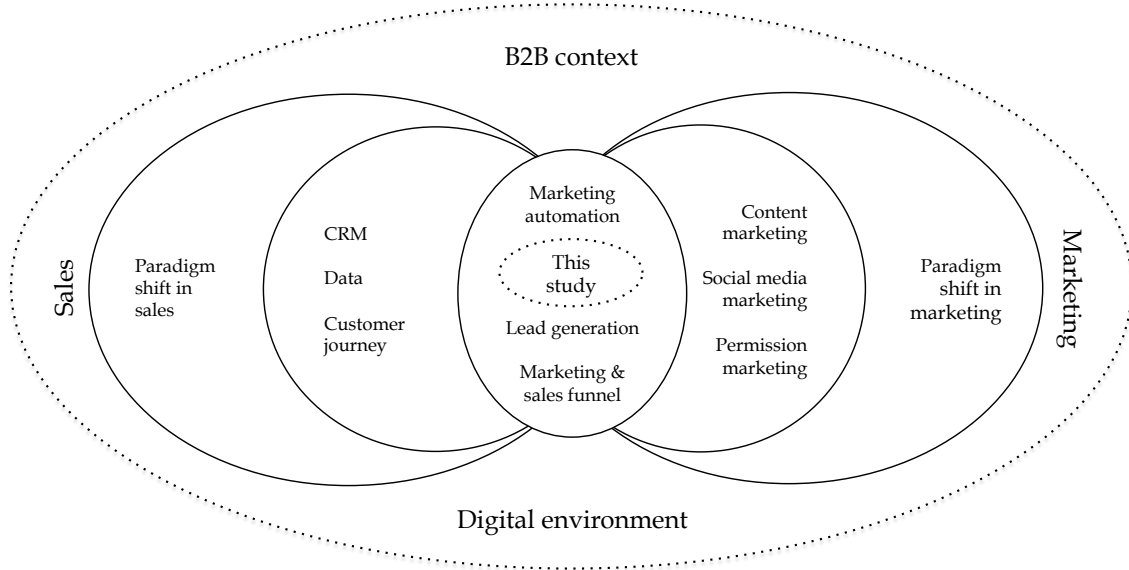 B2B context
Sales
Paradigm
shift in
sales
CRM
Data
Customer
journey
Marketing
automation
This
study
Lead generation
Marketing &
sales funnel
Content
marketing
Social media
marketing
Permission
marketing
Paradigm
shift in
marketing
Marketing
Digital environment